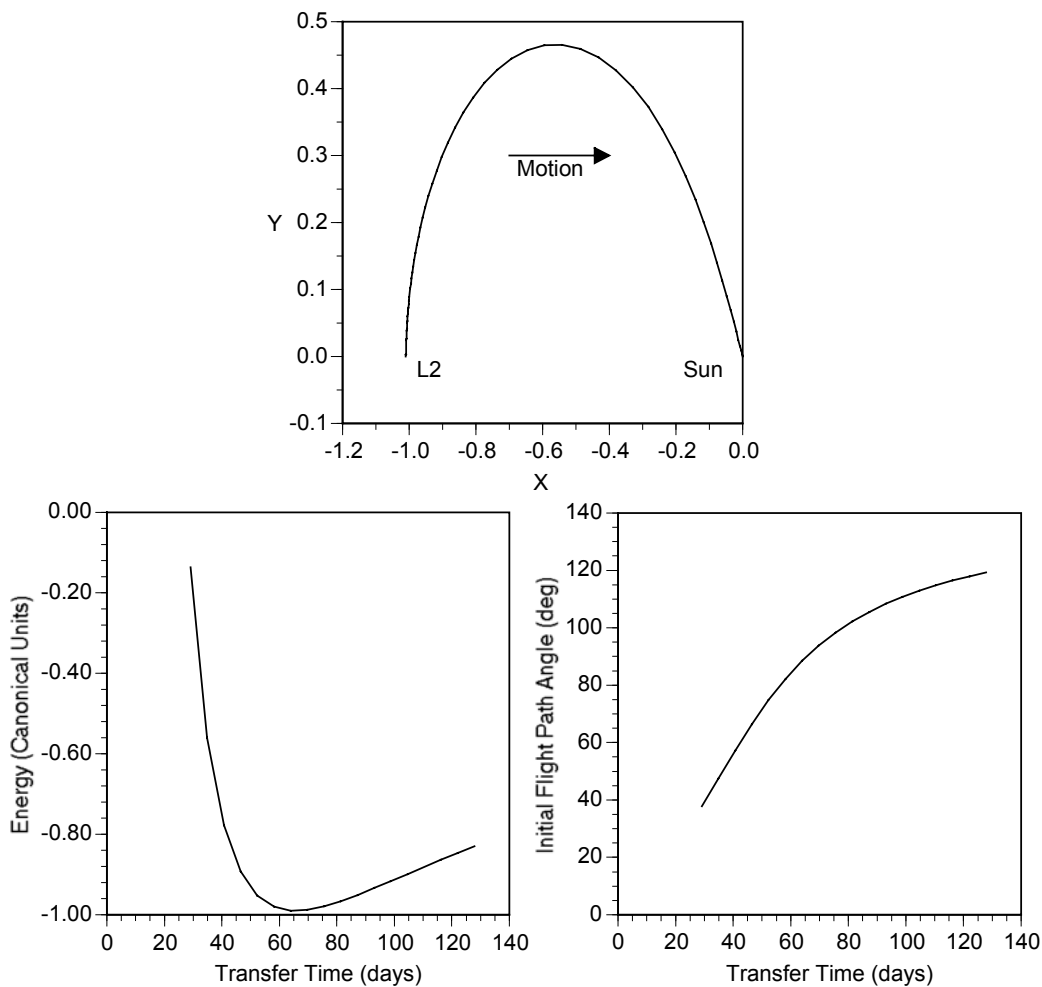 0.5
0.4
0.3
Motion
Y
0.2
0.1
0.0
L2
Sun
-0.1
-1.2 -1.0 -0.8 -0.6 -0.4 -0.2 0.0
X
0.00
-0.20
-0.40
-0.60
-0.80
-1.00
Energy (Canonical Units)
0 20 40 60 80 100 120 140
Transfer Time (days)
140
120
100
80
60
40
20
0
Initial Flight Path Angle (deg)
0 20 40 60 80 100 120 140
Transfer Time (days)